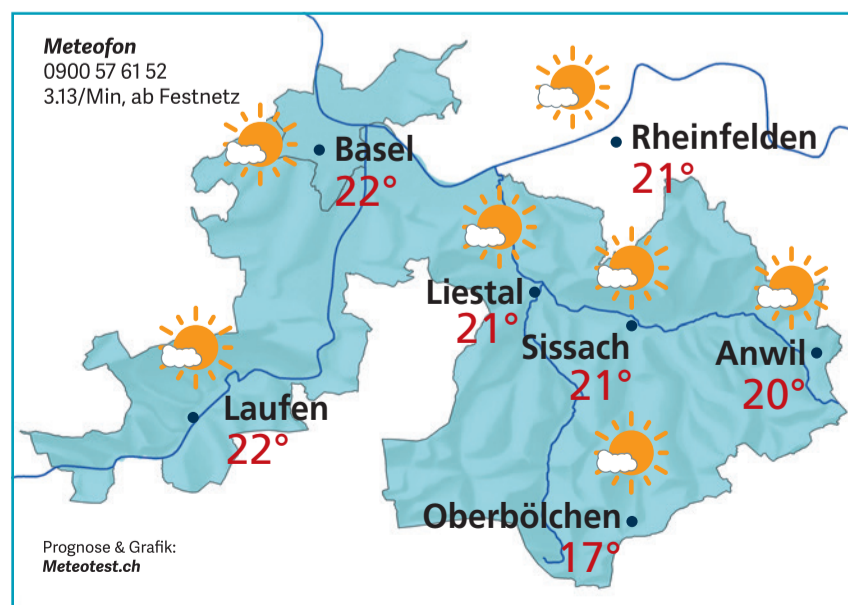 Meteofon
0900 57 61 52
3.13/Min, ab Festnetz
Basel
22°
Rheinfelden
21°
Liestal
21°
Sissach
21°
Anwil
20°
Laufen
22°
Oberbölchen
17°
Prognose & Grafik:
Meteotest.ch